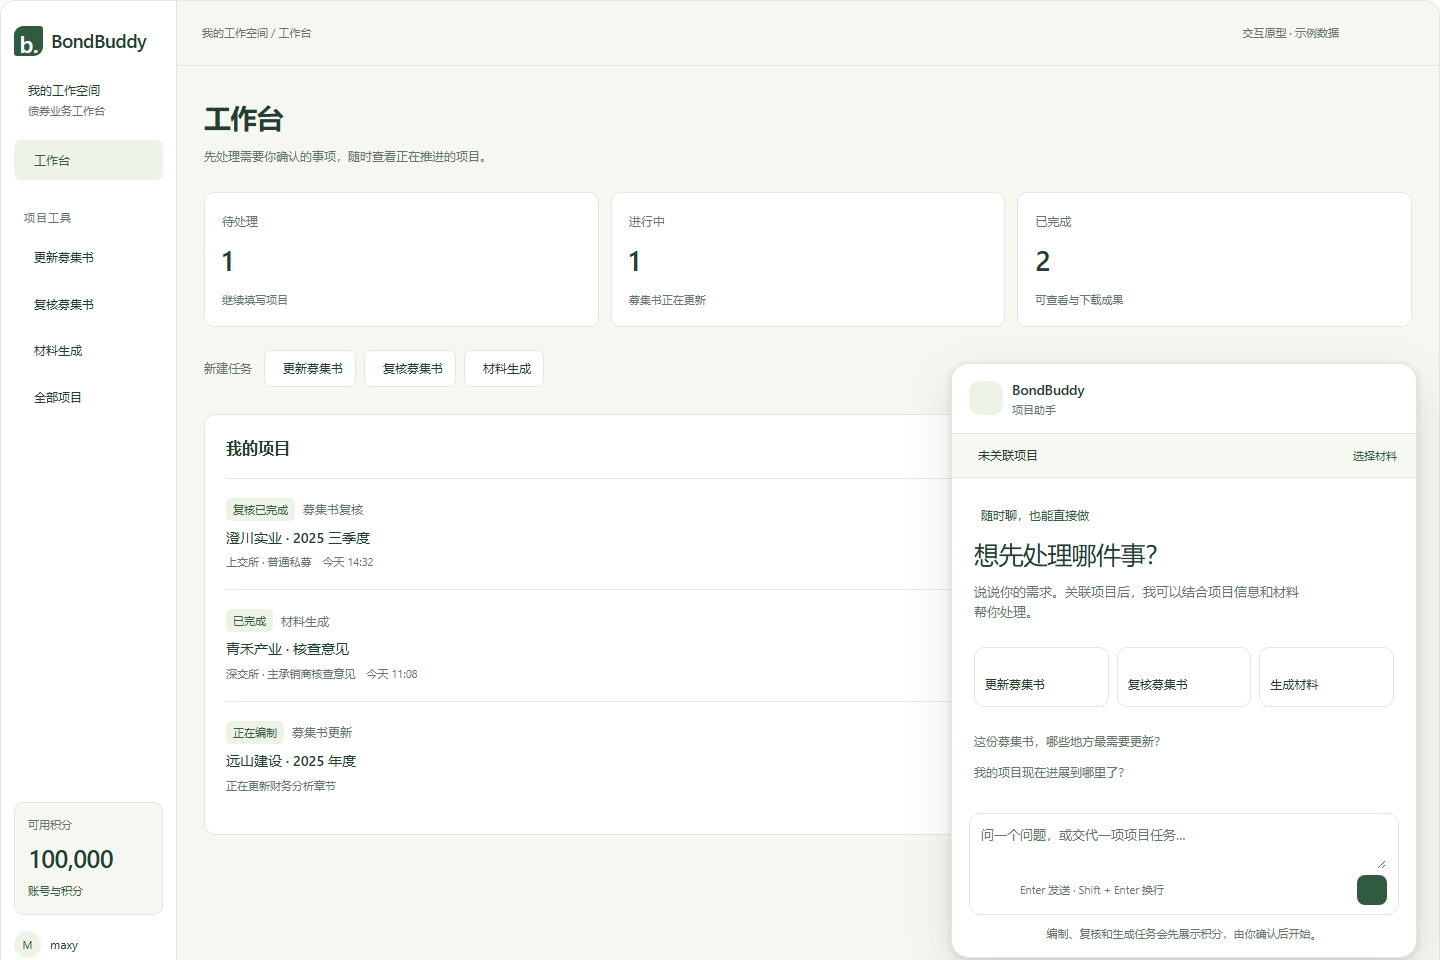 b. BondBuddy
我的工作空间
债券业务工作台
工作台
项目工具
更新募集书
复核募集书
材料生成
全部项目
可用积分
100,000
账号与积分
M maxy
我的工作空间 / 工作台
交互原型 · 示例数据
工作台
先处理需要你确认的事项，随时查看正在推进的项目。
待处理
1
继续填写项目
进行中
1
募集书正在更新
已完成
2
可查看与下载成果
新建任务 更新募集书 复核募集书 材料生成
我的项目
复核已完成 募集书复核
澄川实业 · 2025 三季度
上交所 · 普通私募 今天 14:32
已完成 材料生成
青禾产业 · 核查意见
深交所 · 主承销商核查意见 今天 11:08
正在编制 募集书更新
远山建设 · 2025 年度
正在更新财务分析章节
BondBuddy
项目助手
未关联项目 选择材料
随时聊，也能直接做
想先处理哪件事？
说说你的需求。关联项目后，我可以结合项目信息和材料
帮你处理。
更新募集书 复核募集书 生成材料
这份募集书，哪些地方最需要更新？
我的项目现在进展到哪里了？
问一个问题，或交代一项项目任务...
Enter 发送 · Shift + Enter 换行
编制、复核和生成任务会先展示积分，由你确认后开始。